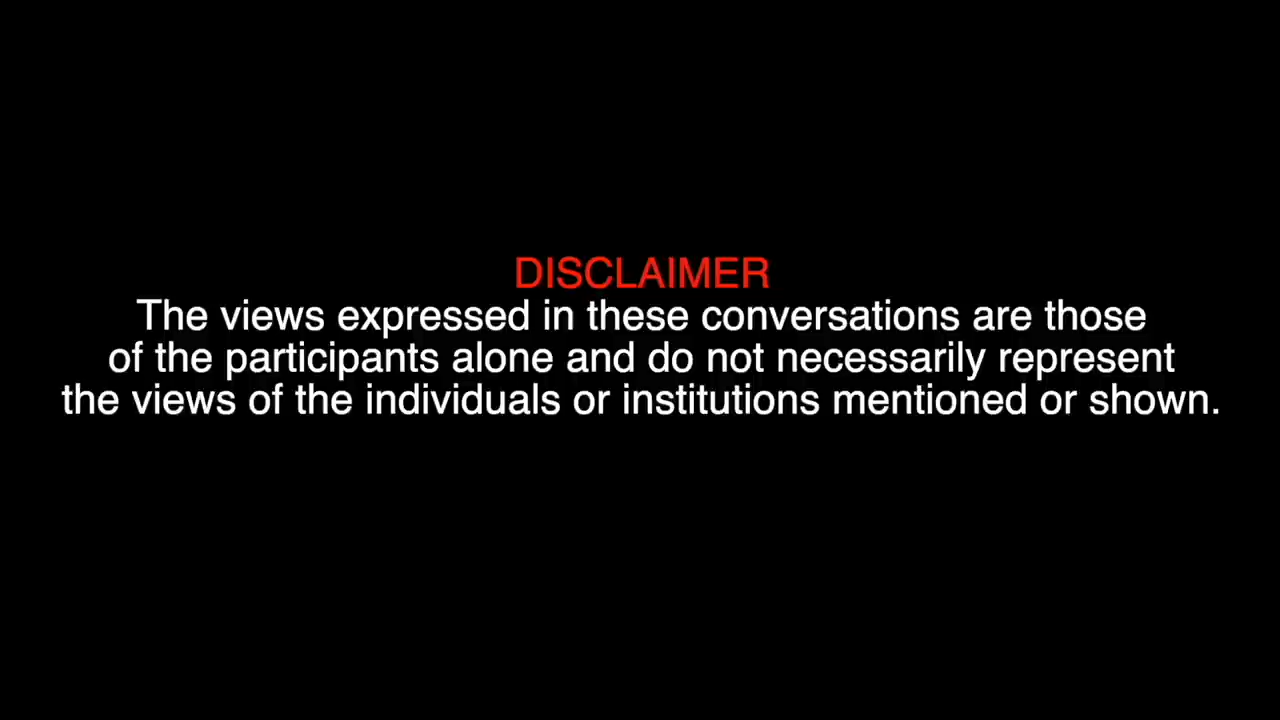 DISCLAIMER
The views expressed in these conversations are those
of the participants alone and do not necessarily represent
the views of the individuals or institutions mentioned or shown.